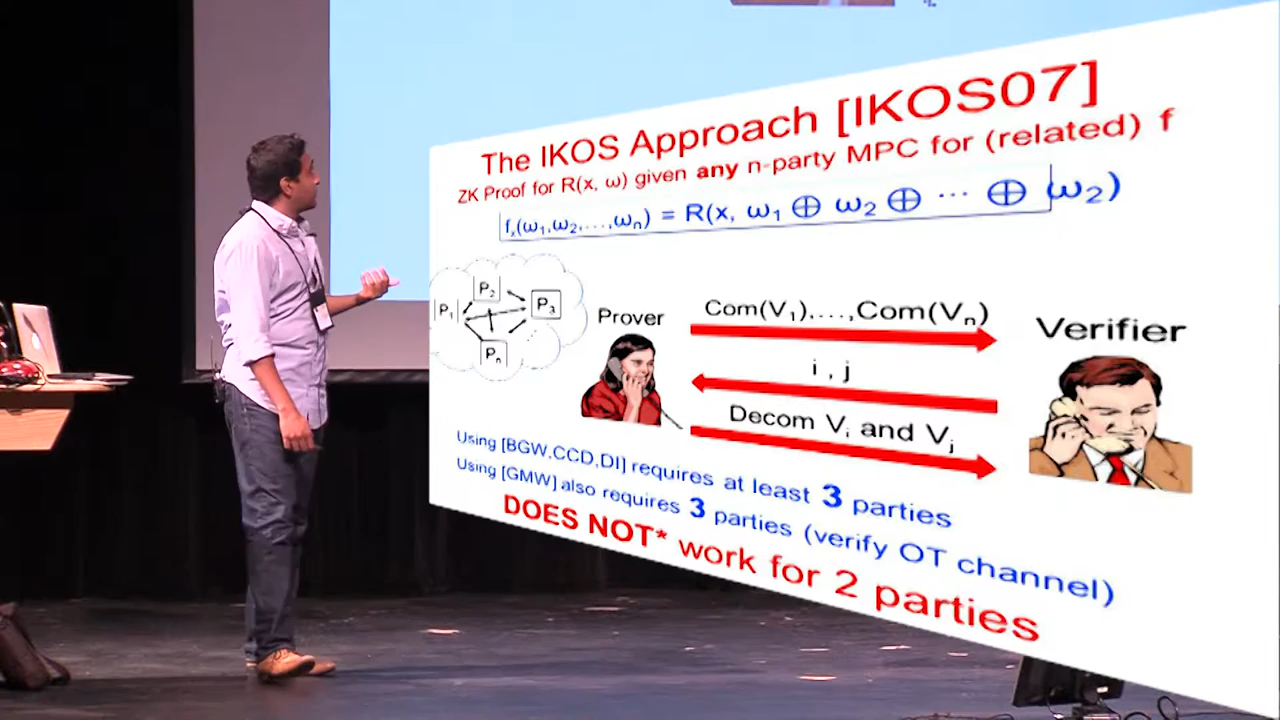 The IKOS Approach [IKOS07]
ZK Proof for R(x, ω) given any n-party MPC for (related) f
fₓ(ω₁,ω₂,...,ωₙ) = R(x, ω₁ ⊕ ω₂ ⊕ ··· ⊕ ω₂)
P₁
P₂
P₃
Pₙ
Prover
Com(V₁),...,Com(Vₙ)
Verifier
i , j
Decom Vᵢ and Vⱼ
Using [BGW,CCD,DI] requires at least 3 parties
Using [GMW] also requires 3 parties (verify OT channel)
DOES NOT* work for 2 parties